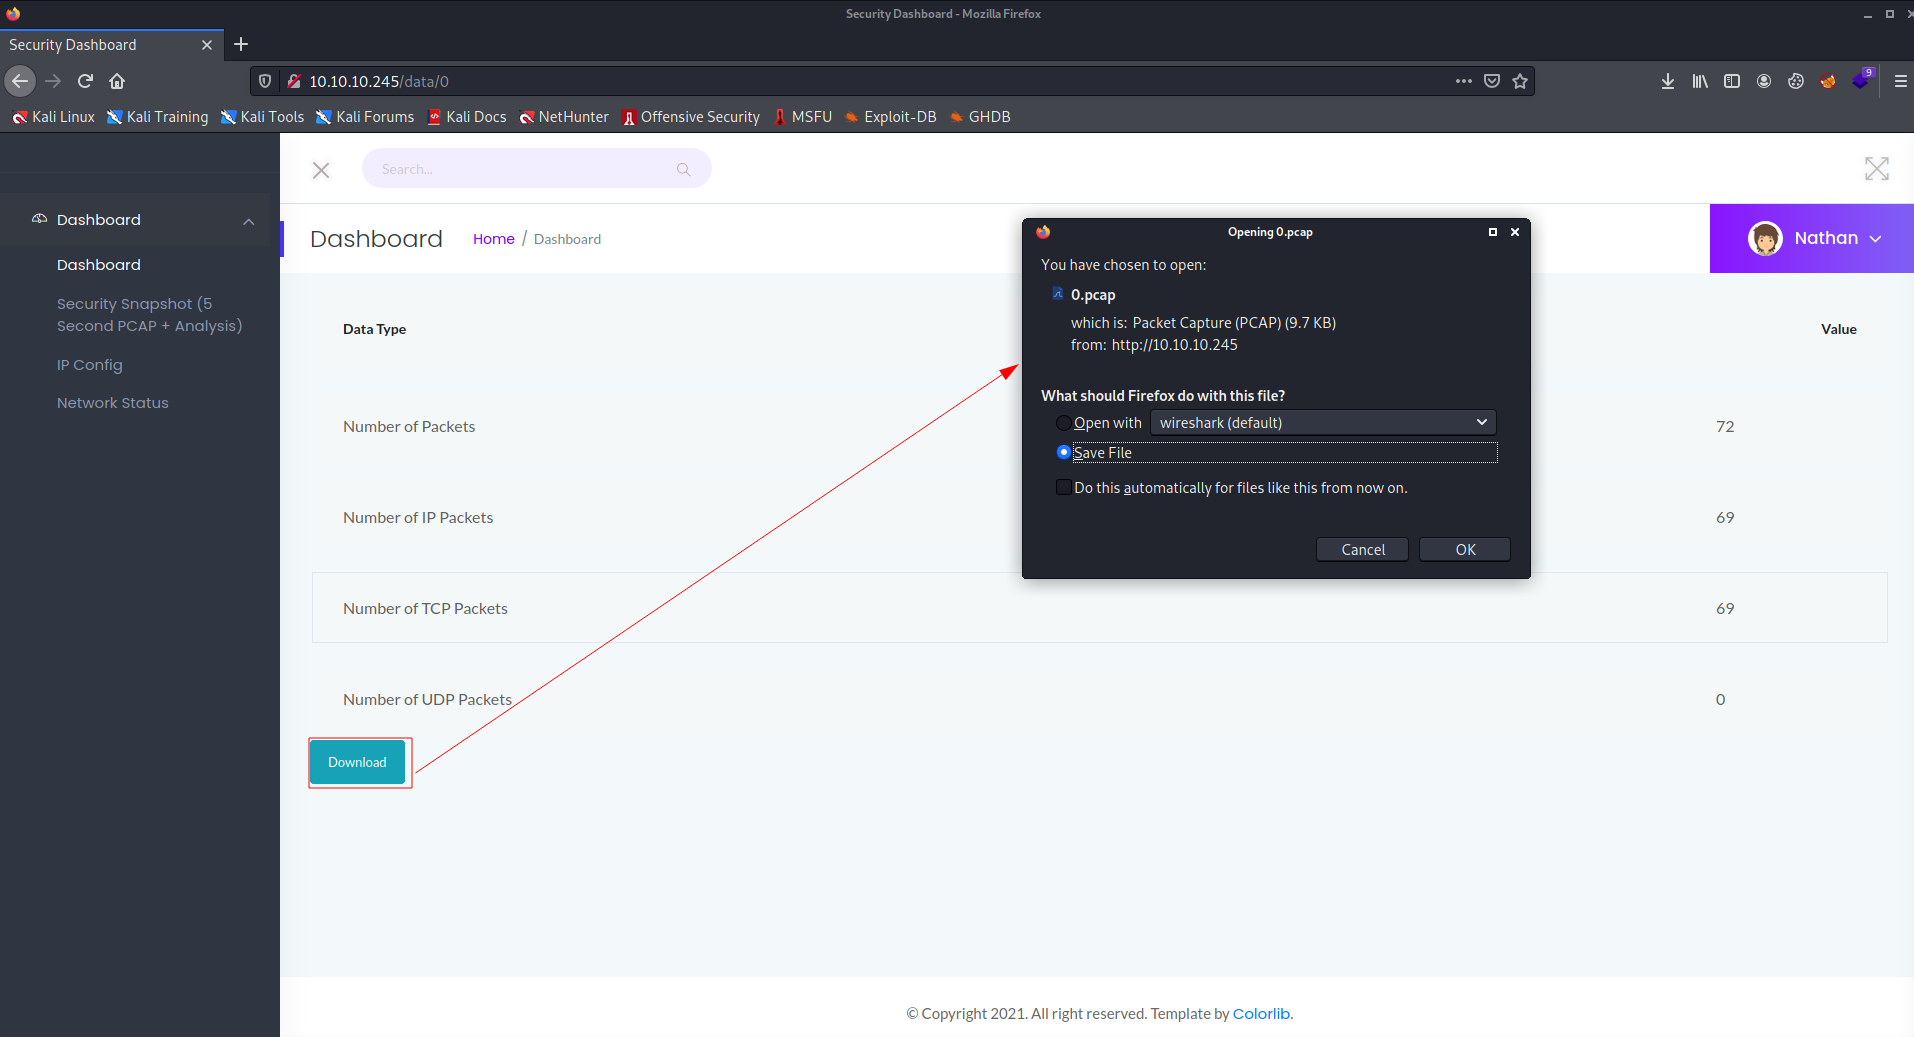 Security Dashboard - Mozilla Firefox
Security Dashboard
10.10.10.245/data/0
9
Kali Linux Kali Training Kali Tools Kali Forums Kali Docs NetHunter Offensive Security MSFU Exploit-DB GHDB
Search...
Dashboard
Dashboard
Security Snapshot (5
Second PCAP + Analysis)
IP Config
Network Status
Dashboard Home / Dashboard
Nathan
Data Type Value
Number of Packets 72
Number of IP Packets 69
Number of TCP Packets 69
Number of UDP Packets 0
Download
Opening 0.pcap
You have chosen to open:
0.pcap
which is: Packet Capture (PCAP) (9.7 KB)
from: http://10.10.10.245
What should Firefox do with this file?
Open with wireshark (default)
Save File
Do this automatically for files like this from now on.
Cancel OK
© Copyright 2021. All right reserved. Template by Colorlib.